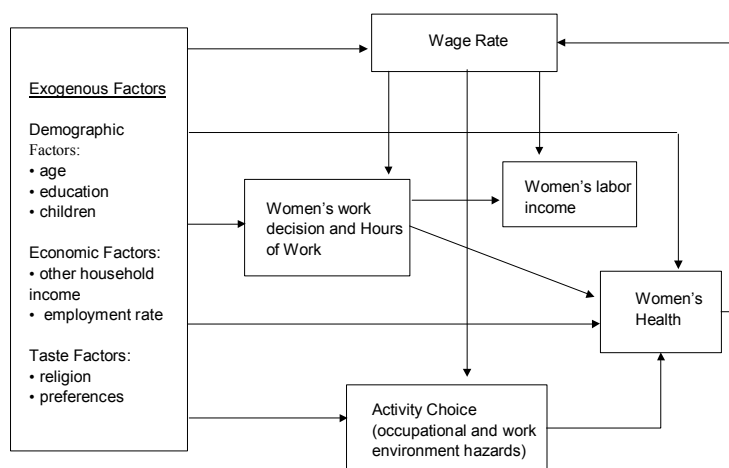 Wage Rate
Exogenous Factors
Demographic
Factors:
• age
• education
• children
Economic Factors:
• other household
income
• employment rate
Taste Factors:
• religion
• preferences
Women’s work
decision and Hours
of Work
Women’s labor
income
Women’s
Health
Activity Choice
(occupational and work
environment hazards)